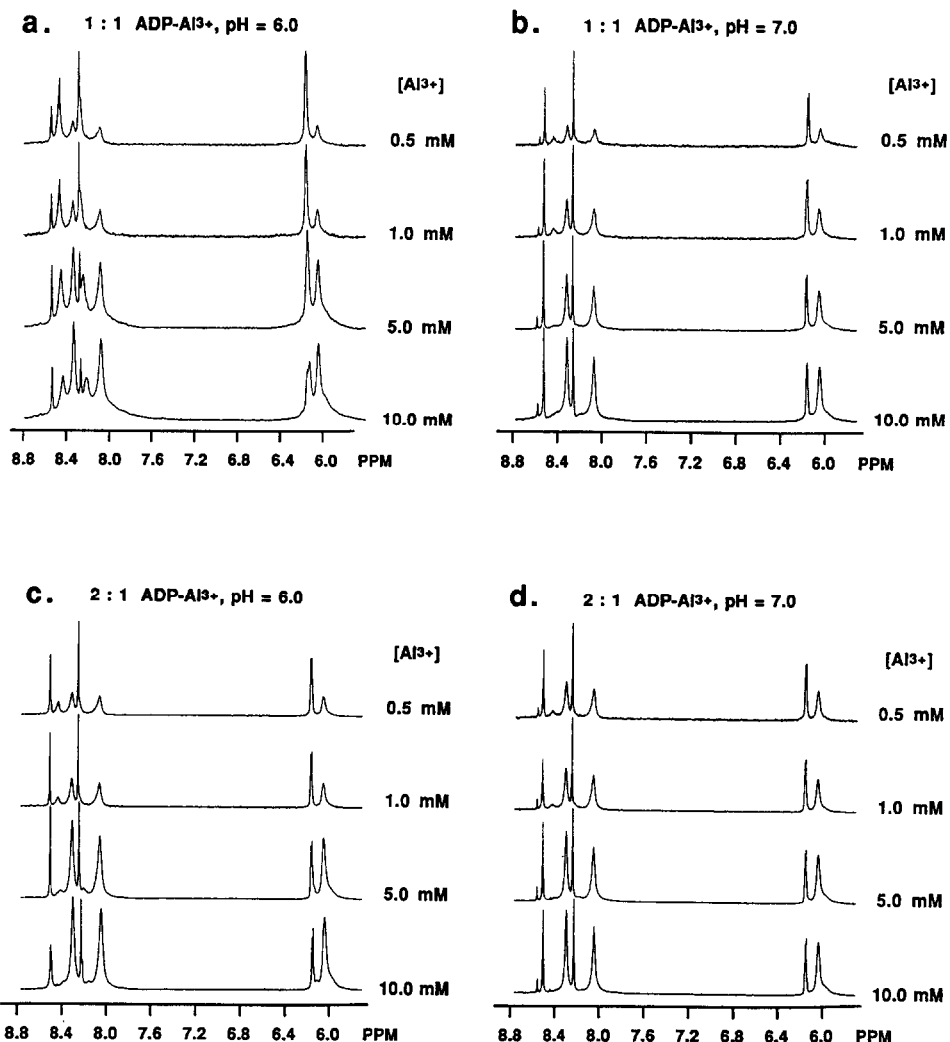 a. 1 : 1 ADP-Al3+, pH = 6.0
[Al3+]
0.5 mM
1.0 mM
5.0 mM
10.0 mM
8.8 8.4 8.0 7.6 7.2 6.8 6.4 6.0 PPM
b. 1 : 1 ADP-Al3+, pH = 7.0
[Al3+]
0.5 mM
1.0 mM
5.0 mM
10.0 mM
8.8 8.4 8.0 7.6 7.2 6.8 6.4 6.0 PPM
c. 2 : 1 ADP-Al3+, pH = 6.0
[Al3+]
0.5 mM
1.0 mM
5.0 mM
10.0 mM
8.8 8.4 8.0 7.6 7.2 6.8 6.4 6.0 PPM
d. 2 : 1 ADP-Al3+, pH = 7.0
[Al3+]
0.5 mM
1.0 mM
5.0 mM
10.0 mM
8.8 8.4 8.0 7.6 7.2 6.8 6.4 6.0 PPM